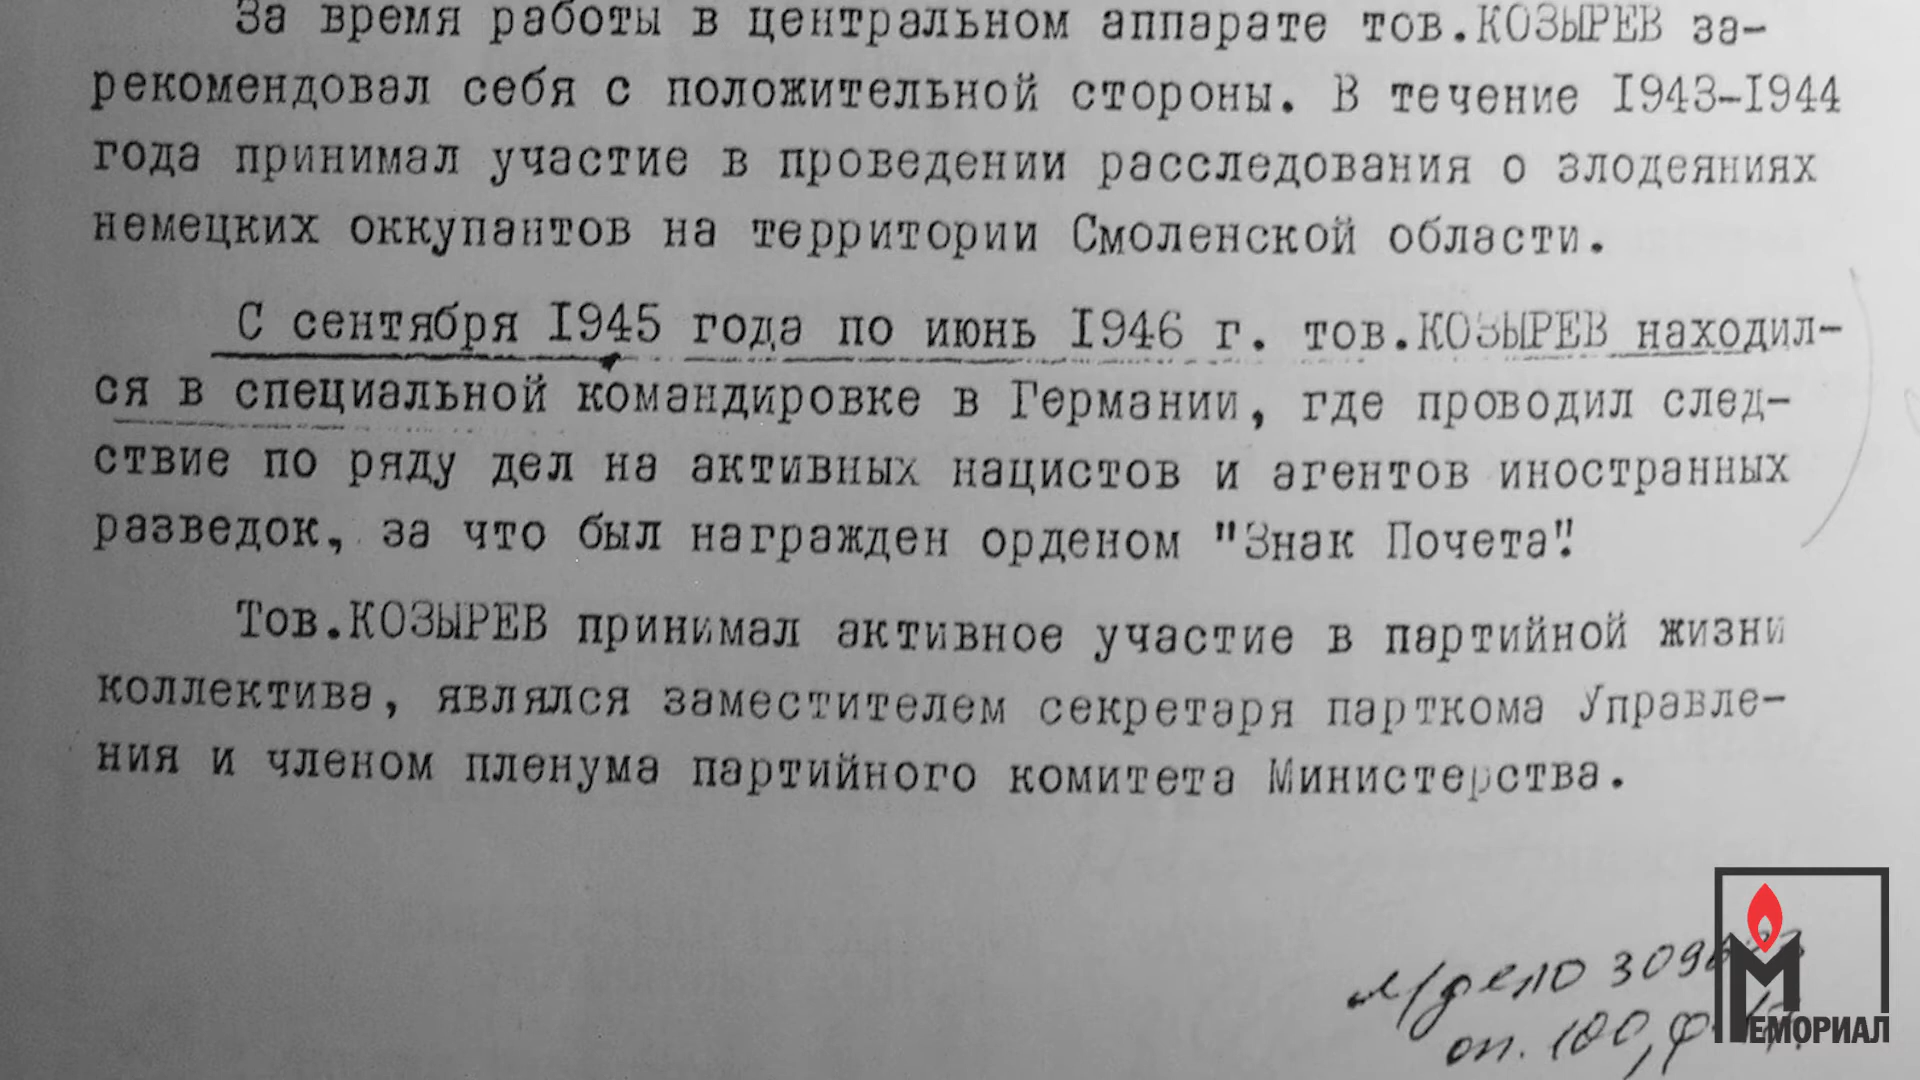 За время работы в центральном аппарате тов.КОЗЫРЕВ за-
рекомендовал себя с положительной стороны. В течение 1943-1944
года принимал участие в проведении расследования о злодеяниях
немецких оккупантов на территории Смоленской области.
С сентября 1945 года по июнь 1946 г. тов.КОЗЫРЕВ находил-
ся в специальной командировке в Германии, где проводил след-
ствие по ряду дел на активных нацистов и агентов иностранных
разведок, за что был награжден орденом "Знак Почета".
Тов.КОЗЫРЕВ принимал активное участие в партийной жизни
коллектива, являлся заместителем секретаря парткома Управле-
ния и членом пленума партийного комитета Министерства.
л/дело
оп. 100,
МЕМОРИАЛ